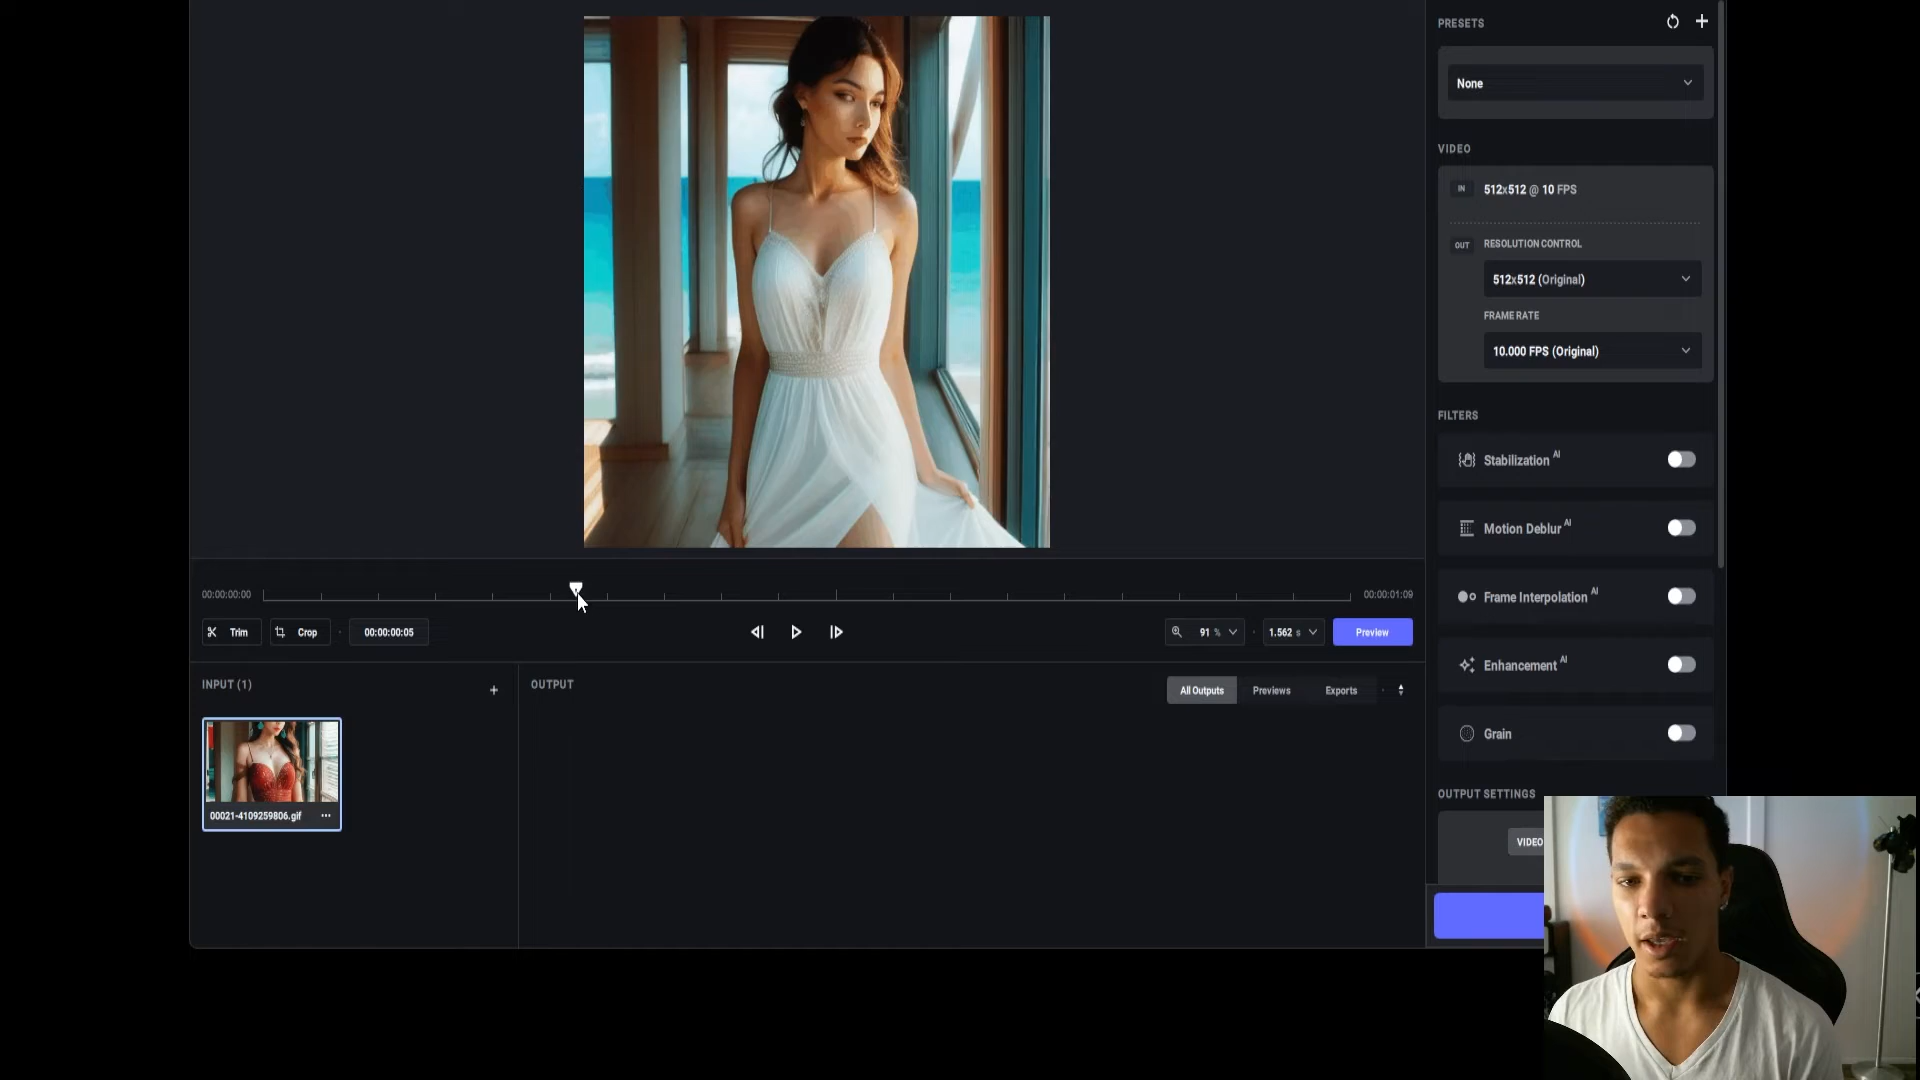 PRESETS
None
VIDEO
IN 512x512 @ 10 FPS
OUT RESOLUTION CONTROL
512x512 (Original)
FRAME RATE
10.000 FPS (Original)
FILTERS
Stabilization AI
Motion Deblur AI
Frame Interpolation AI
Enhancement AI
Grain
OUTPUT SETTINGS
VIDEO
00:00:00:00
00:00:01:09
Trim
Crop
00:00:00:05
91 %
1.562 s
Preview
INPUT (1)
00021-4109259806.gif
OUTPUT
All Outputs
Previews
Exports